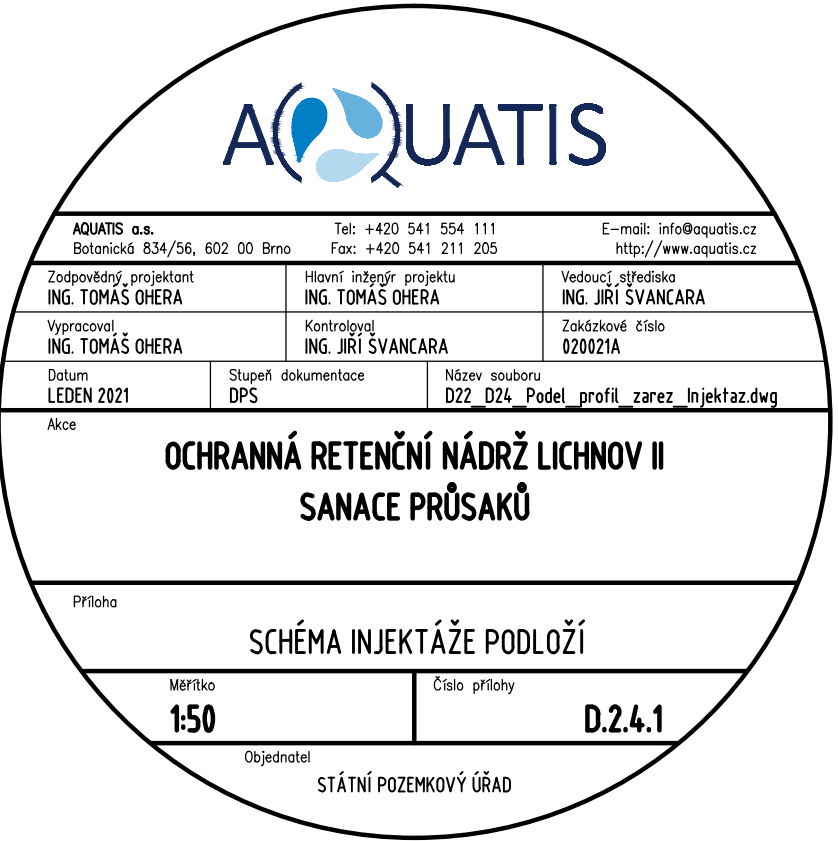 AQUATIS
AQUATIS a.s. Tel: +420 541 554 111 E-mail: info@aquatis.cz
Botanická 834/56, 602 00 Brno Fax: +420 541 211 205 http://www.aquatis.cz
Zodpovědný projektant Hlavní inženýr projektu Vedoucí střediska
ING. TOMÁŠ OHERA ING. TOMÁŠ OHERA ING. JIŘÍ ŠVANCARA
Vypracoval Kontroloval Zakázkové číslo
ING. TOMÁŠ OHERA ING. JIŘÍ ŠVANCARA 020021A
Datum Stupeň dokumentace Název souboru
LEDEN 2021 DPS D22_D24_Podel_profil_zarez_Injektaz.dwg
Akce
OCHRANNÁ RETENČNÍ NÁDRŽ LICHNOV II
SANACE PRŮSAKŮ
Příloha
SCHÉMA INJEKTÁŽE PODLOŽÍ
Měřítko Číslo přílohy
1:50 D.2.4.1
Objednatel
STÁTNÍ POZEMKOVÝ ÚŘAD